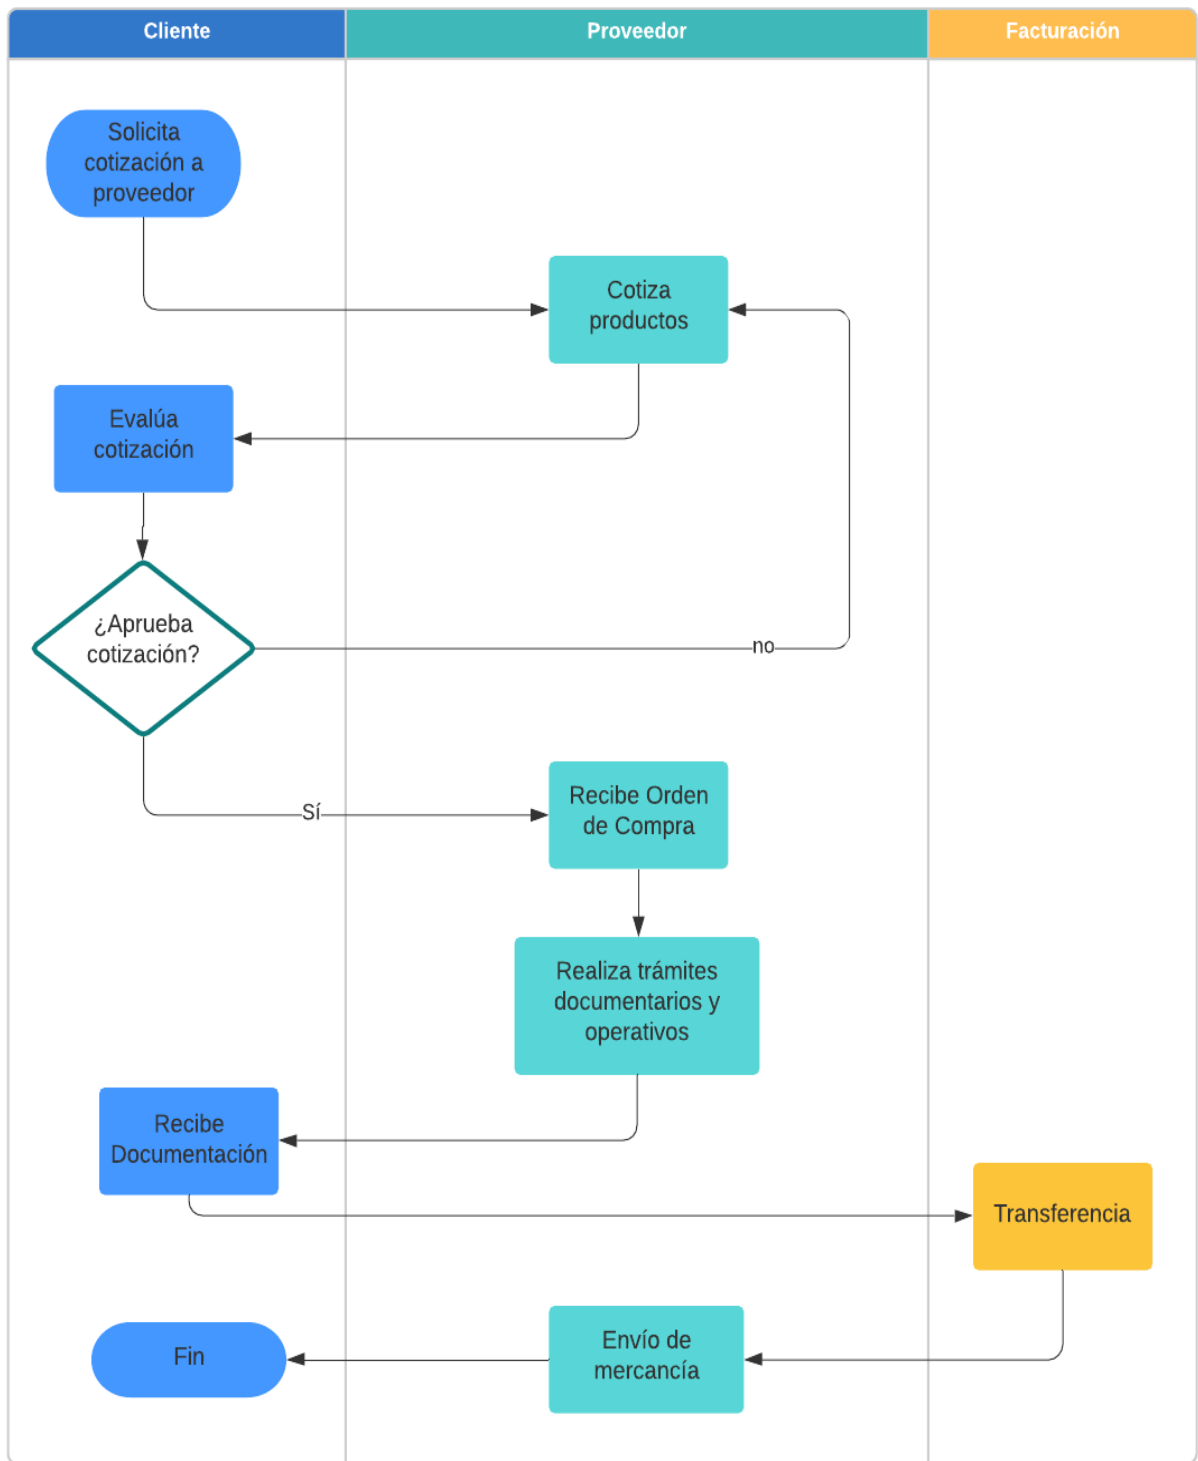 Cliente
Proveedor
Facturación
Solicita
cotización a
proveedor
Cotiza
productos
Evalúa
cotización
¿Aprueba
cotización?
no
Sí
Recibe Orden
de Compra
Realiza trámites
documentarios y
operativos
Recibe
Documentación
Transferencia
Envío de
mercancía
Fin